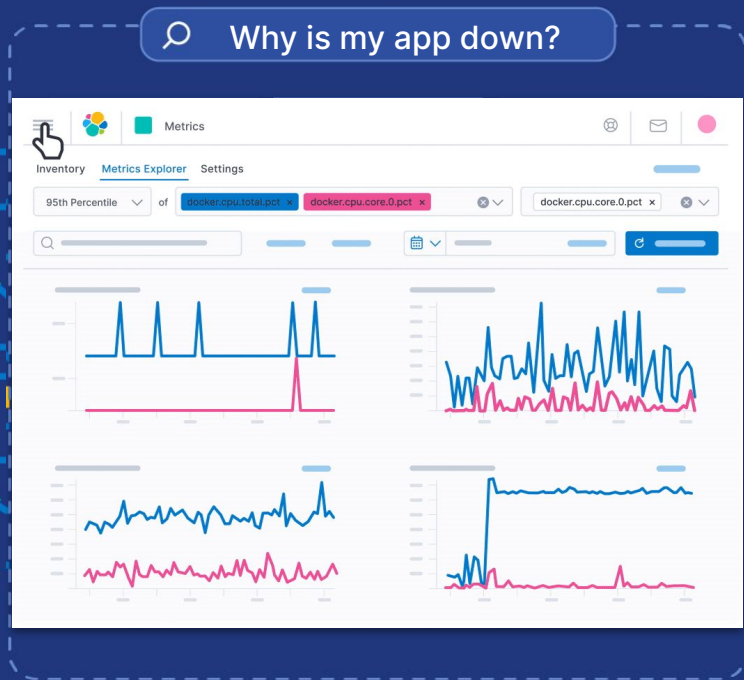 Why is my app down?
Metrics
Inventory Metrics Explorer Settings
95th Percentile of docker.cpu.total.pct × docker.cpu.core.0.pct × docker.cpu.core.0.pct ×